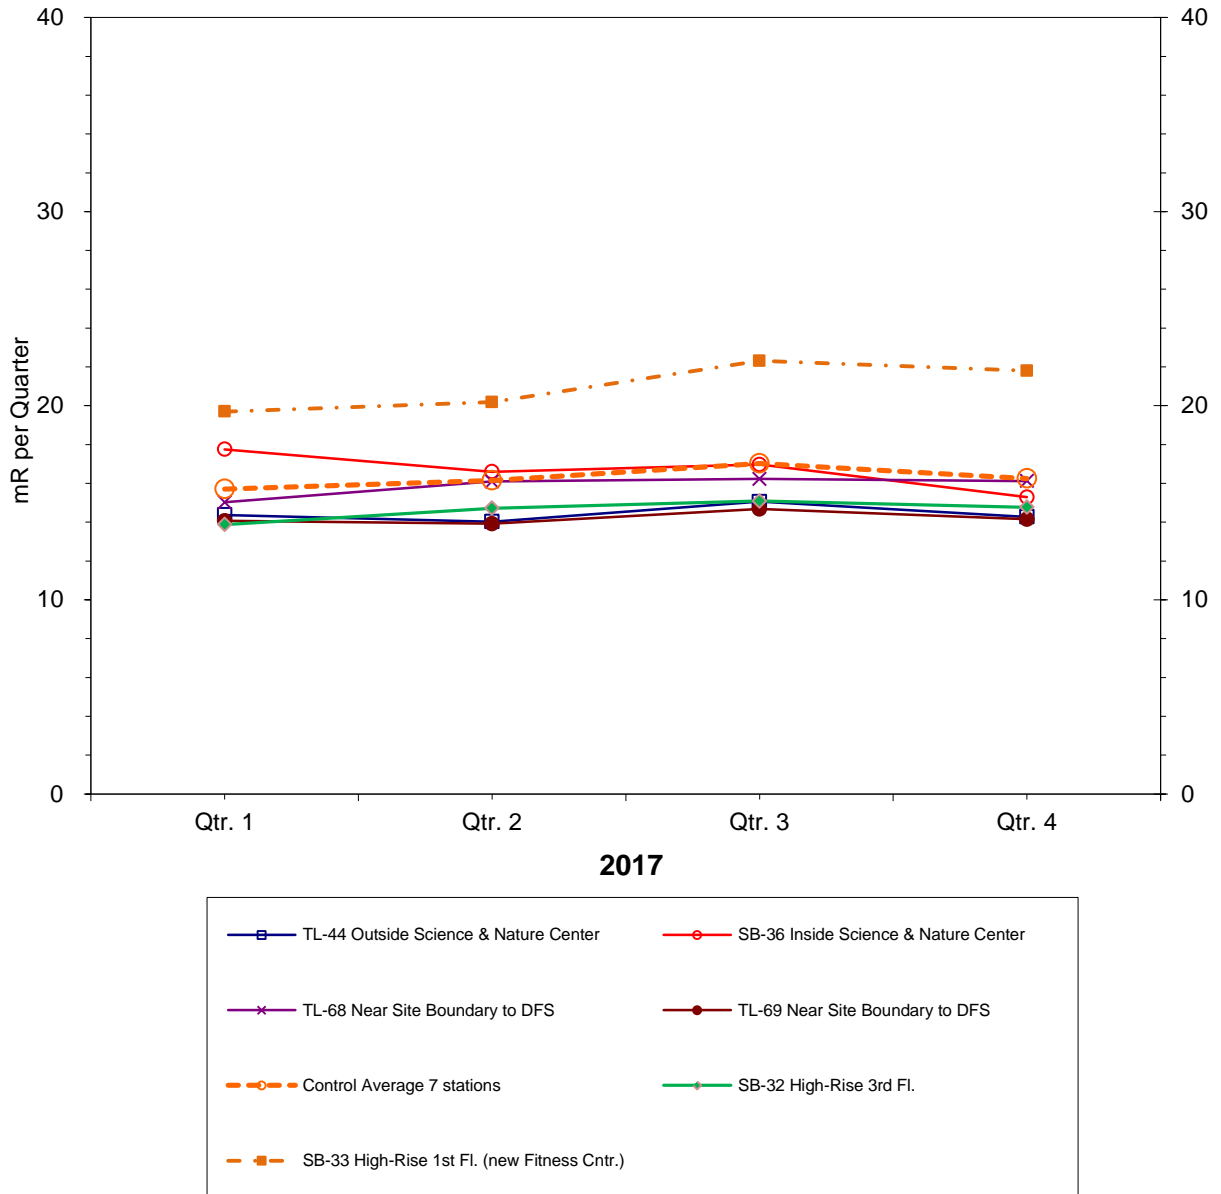 40
40
30
30
mR per Quarter
20
20
10
10
0
0
Qtr. 1
Qtr. 2
Qtr. 3
Qtr. 4
2017
TL-44 Outside Science & Nature Center
SB-36 Inside Science & Nature Center
TL-68 Near Site Boundary to DFS
TL-69 Near Site Boundary to DFS
Control Average 7 stations
SB-32 High-Rise 3rd Fl.
SB-33 High-Rise 1st Fl. (new Fitness Cntr.)